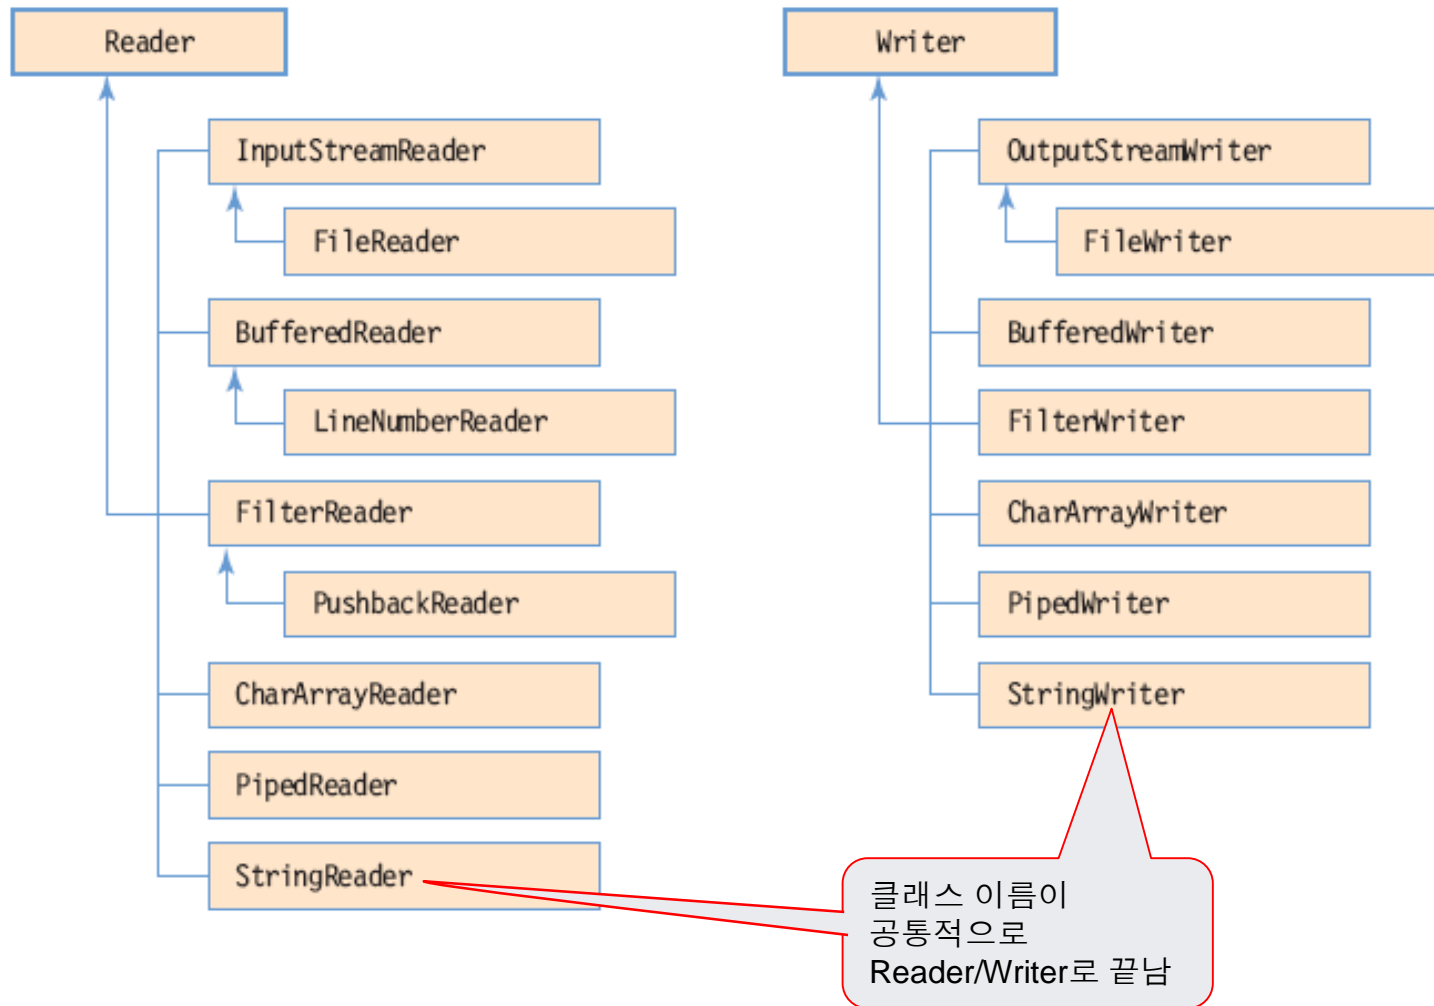 Reader
InputStreamReader
FileReader
BufferedReader
LineNumberReader
FilterReader
PushbackReader
CharArrayReader
PipedReader
StringReader
Writer
OutputStreamWriter
FileWriter
BufferedWriter
FilterWriter
CharArrayWriter
PipedWriter
StringWriter
클래스 이름이
공통적으로
Reader/Writer로 끝남